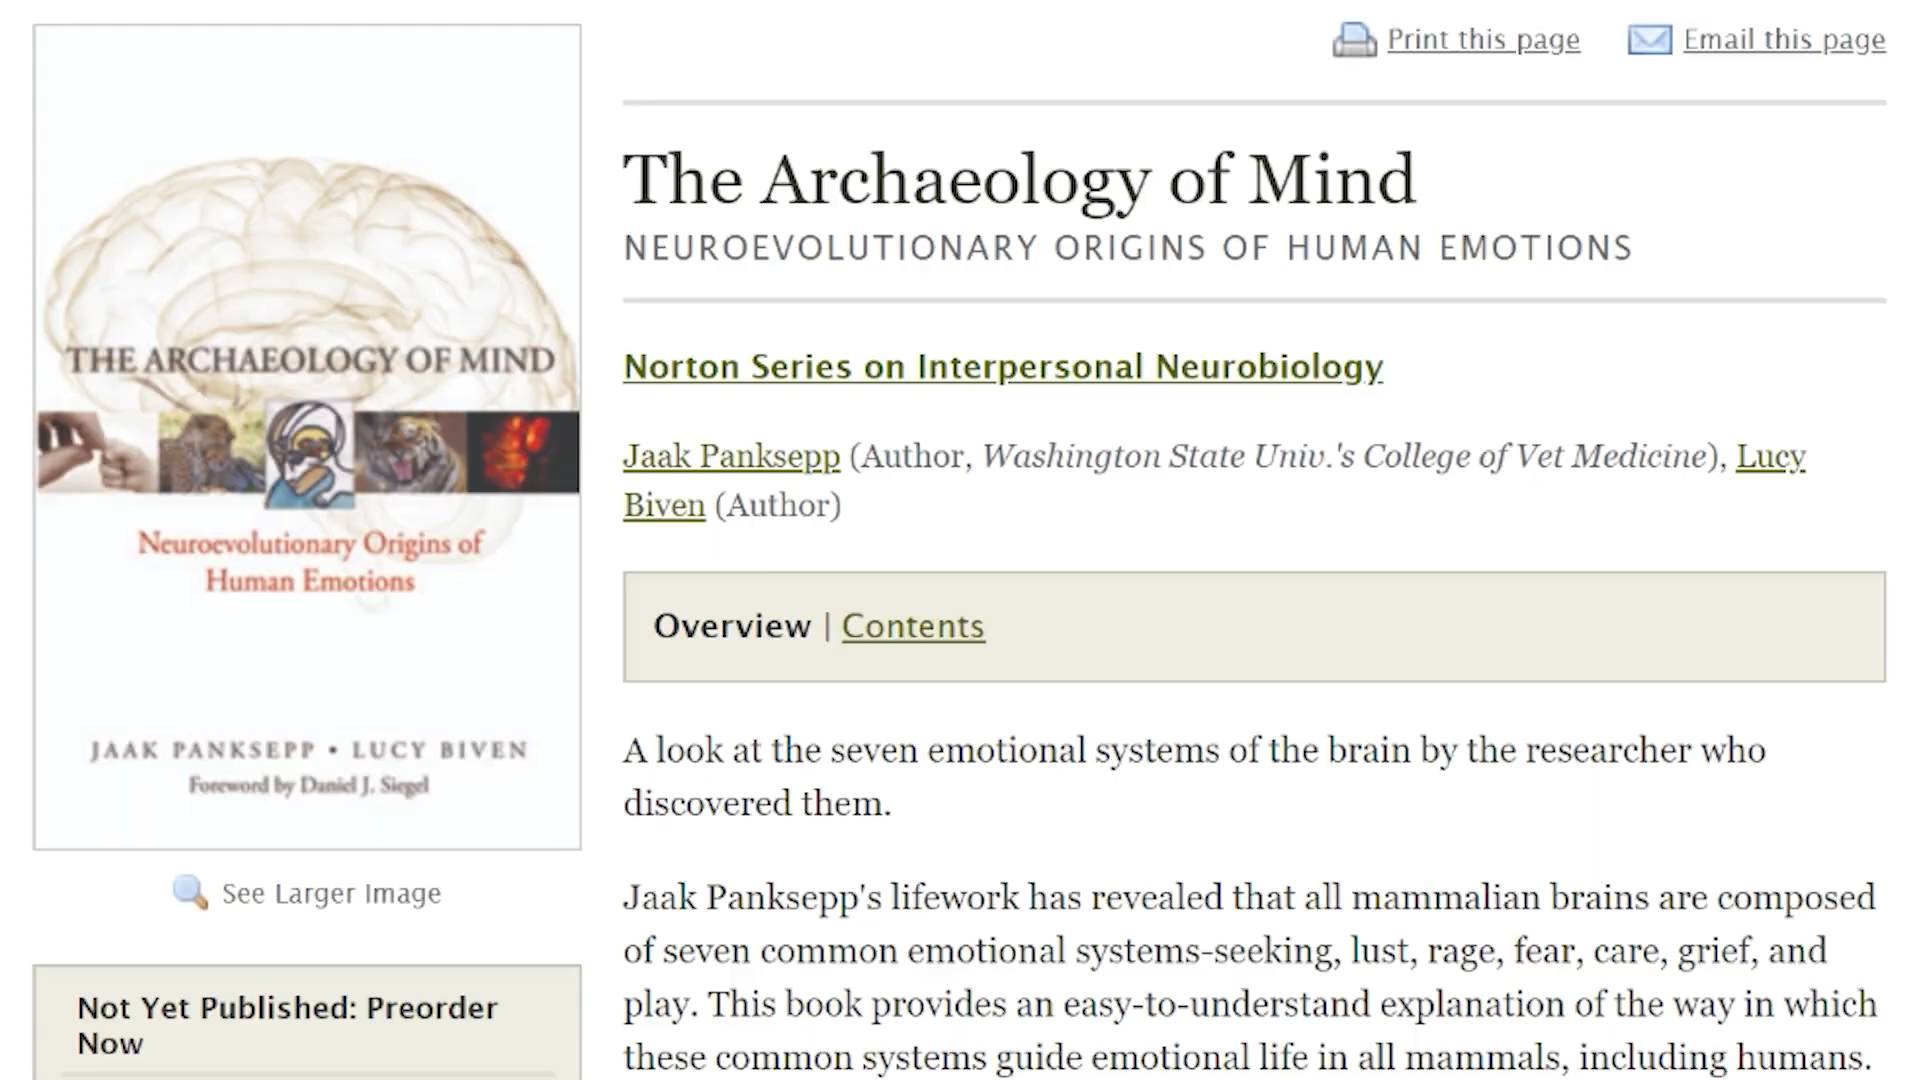 Print this page
Email this page
The Archaeology of Mind
NEUROEVOLUTIONARY ORIGINS OF HUMAN EMOTIONS
Norton Series on Interpersonal Neurobiology
Jaak Panksepp (Author, Washington State Univ.'s College of Vet Medicine), Lucy
Biven (Author)
Overview | Contents
A look at the seven emotional systems of the brain by the researcher who
discovered them.
Jaak Panksepp's lifework has revealed that all mammalian brains are composed
of seven common emotional systems-seeking, lust, rage, fear, care, grief, and
play. This book provides an easy-to-understand explanation of the way in which
these common systems guide emotional life in all mammals, including humans.
THE ARCHAEOLOGY OF MIND
Neuroevolutionary Origins of
Human Emotions
JAAK PANKSEPP • LUCY BIVEN
Foreword by Daniel J. Siegel
See Larger Image
Not Yet Published: Preorder
Now